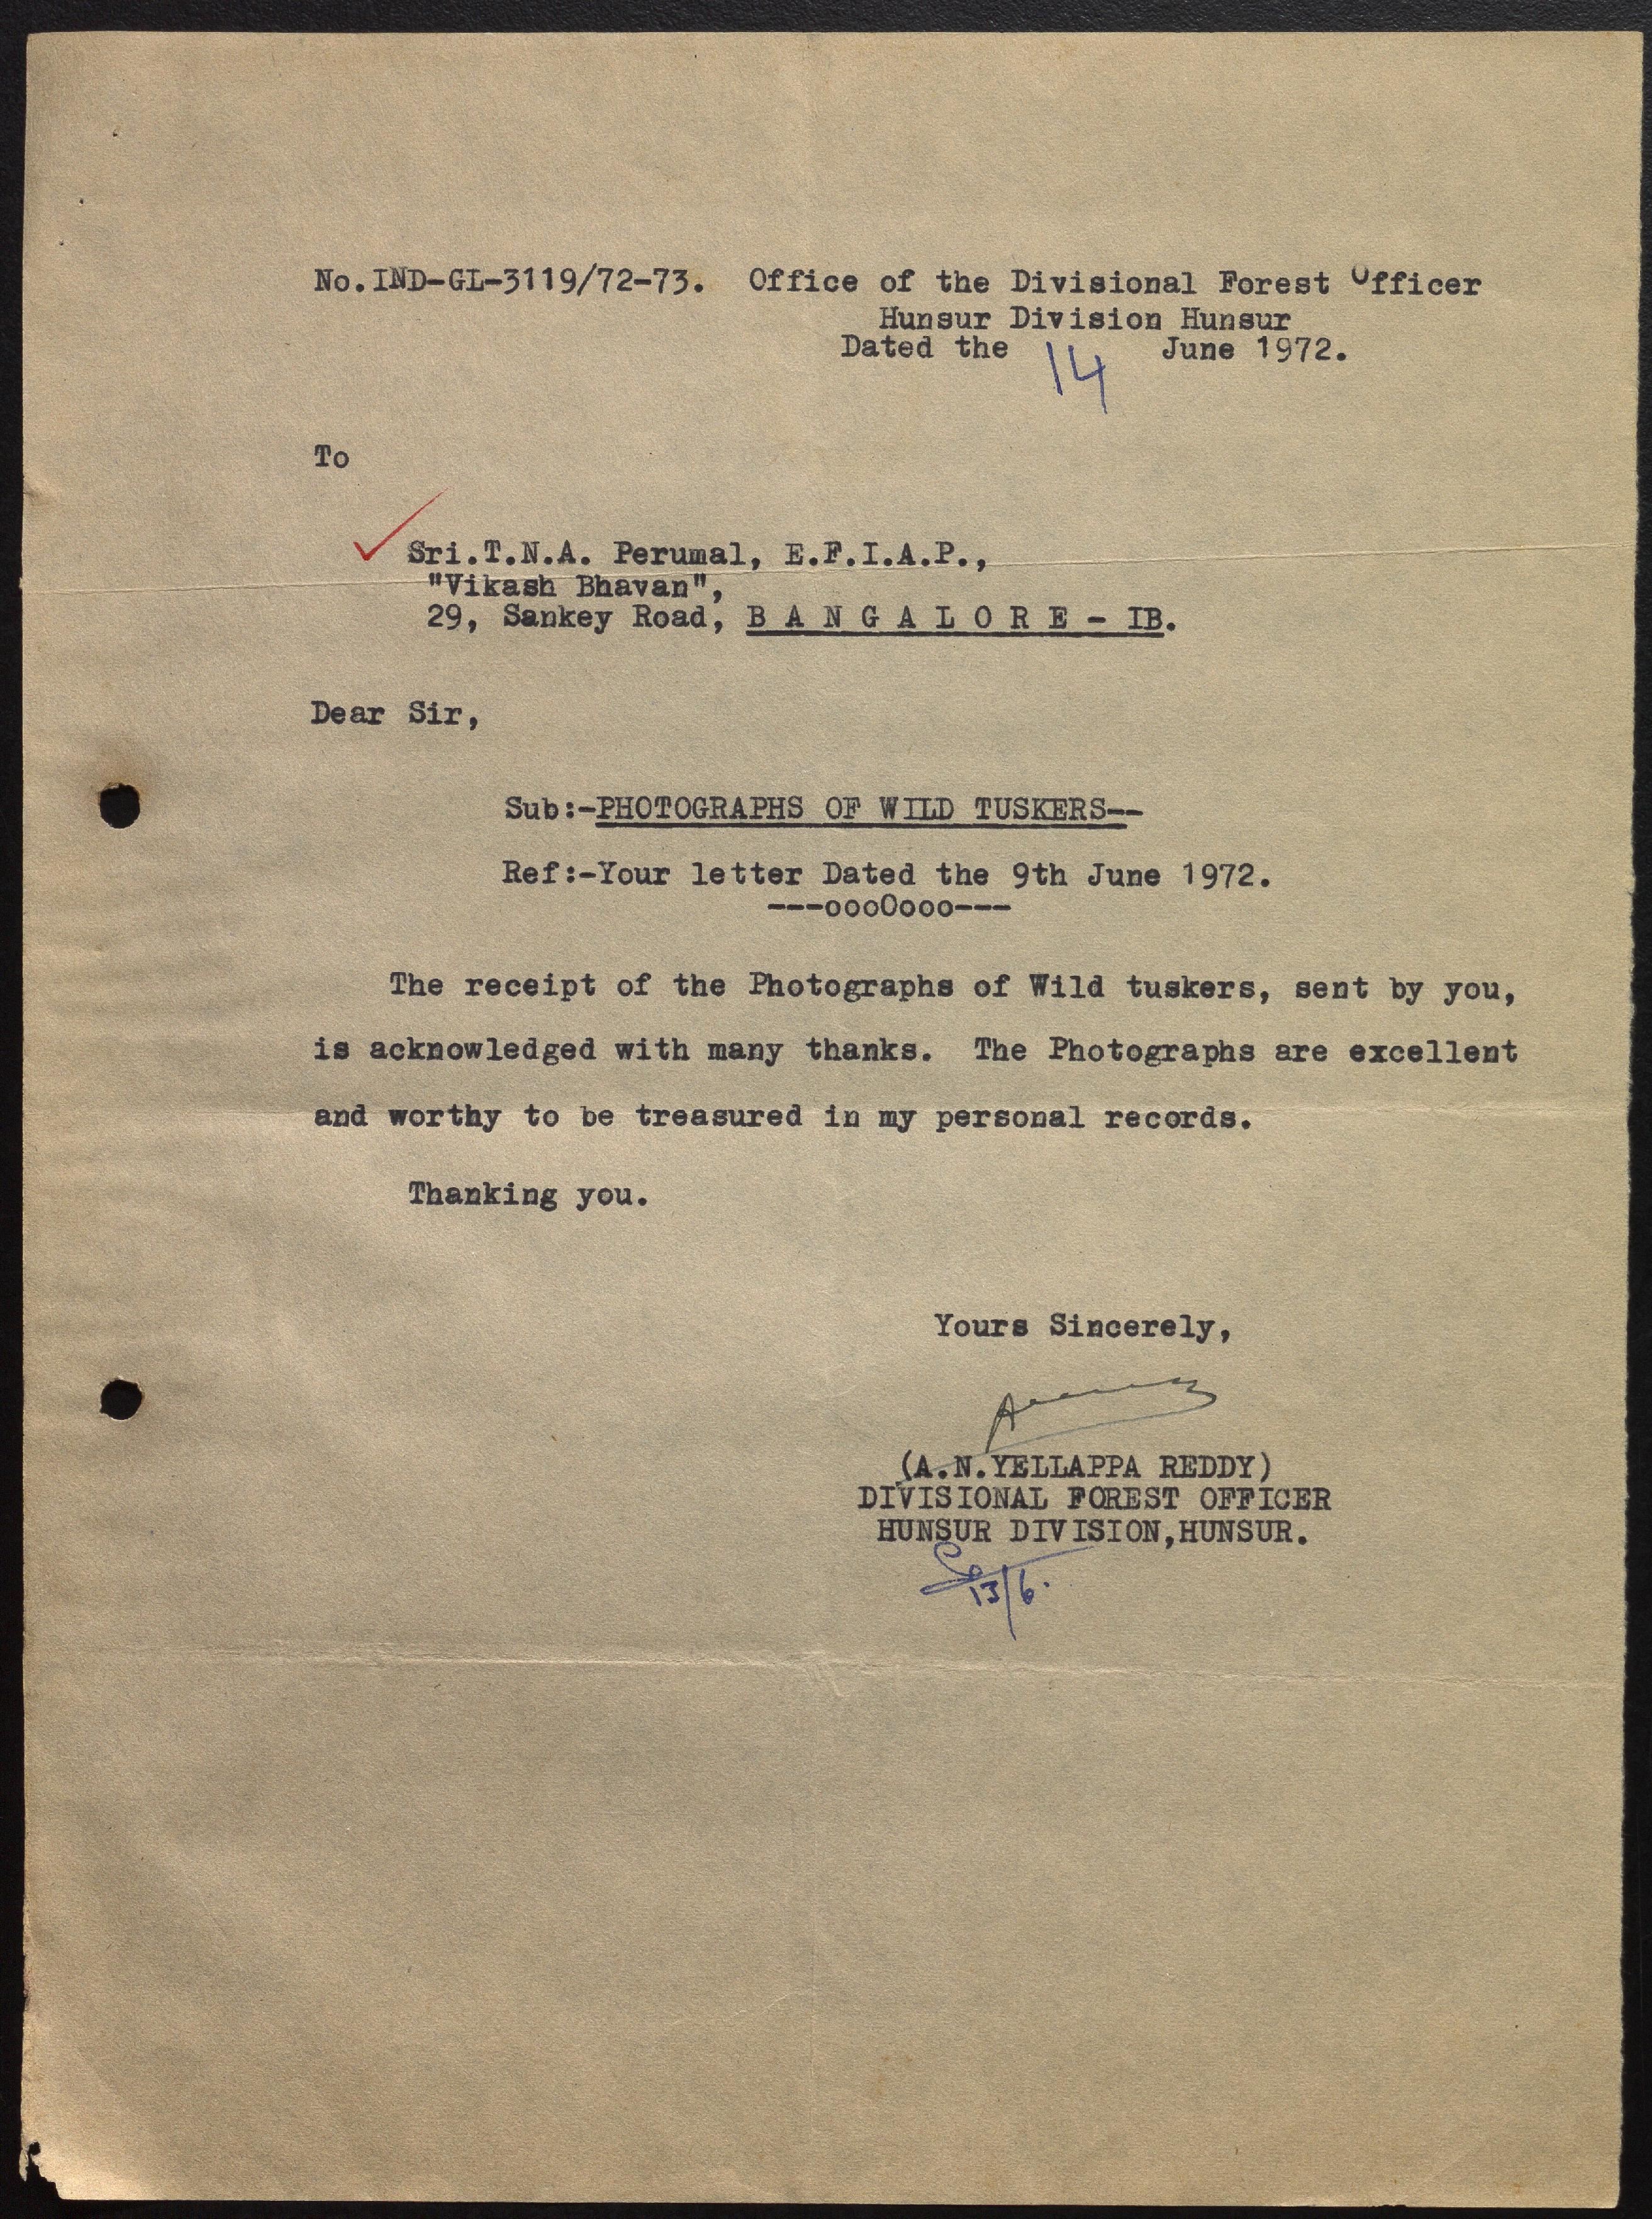 No.IND-GL-3119/72-73. Office of the Divisional Forest Officer
Hunsur Division Hunsur
Dated the 14 June 1972.
To
Sri.T.N.A. Perumal, E.F.I.A.P.,
"Vikash Bhavan",
29, Sankey Road, B A N G A L O R E - IB.
Dear Sir,
Sub:-PHOTOGRAPHS OF WILD TUSKERS--
Ref:-Your letter Dated the 9th June 1972.
---oooOooo---
The receipt of the Photographs of Wild tuskers, sent by you,
is acknowledged with many thanks. The Photographs are excellent
and worthy to be treasured in my personal records.
Thanking you.
Yours Sincerely,
(A.N.YELLAPPA REDDY)
DIVISIONAL FOREST OFFICER
HUNSUR DIVISION,HUNSUR.
13/6.